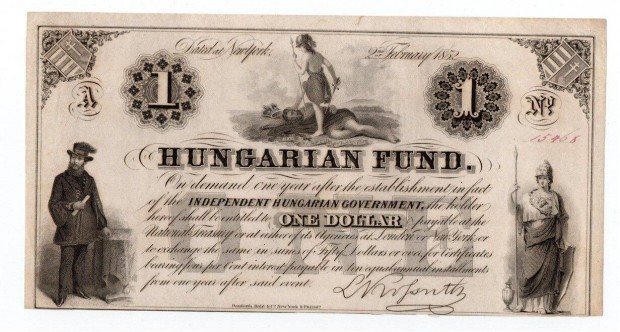 Dated at New York. 2nd February 1852
A 1 1 No
15468
HUNGARIAN FUND.
On demand one year after the establishment in fact
of the INDEPENDENT HUNGARIAN GOVERNMENT, the holder
hereof shall be entitled to ONE DOLLAR payable at the
National Treasury or at either of its Agencies at London or New York, or
to exchange the same in sums of Fifty Dollars or over for Certificates
bearing four per Cent interest payable in ten equal annual installments
from one year after said event.